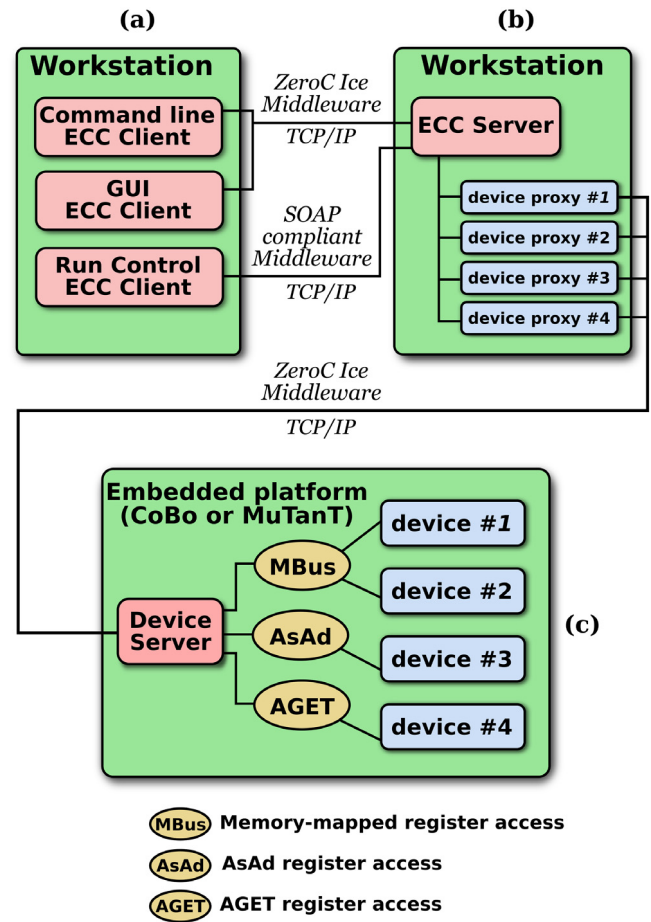 (a)
(b)
Workstation
Workstation
Command line
ECC Client
GUI
ECC Client
Run Control
ECC Client
ZeroC Ice
Middleware
TCP/IP
SOAP
compliant
Middleware
TCP/IP
ECC Server
device proxy #1
device proxy #2
device proxy #3
device proxy #4
ZeroC Ice
Middleware
TCP/IP
Embedded platform
(CoBo or MuTanT)
Device
Server
MBus
AsAd
AGET
device #1
device #2
device #3
device #4
(c)
MBus Memory-mapped register access
AsAd AsAd register access
AGET AGET register access